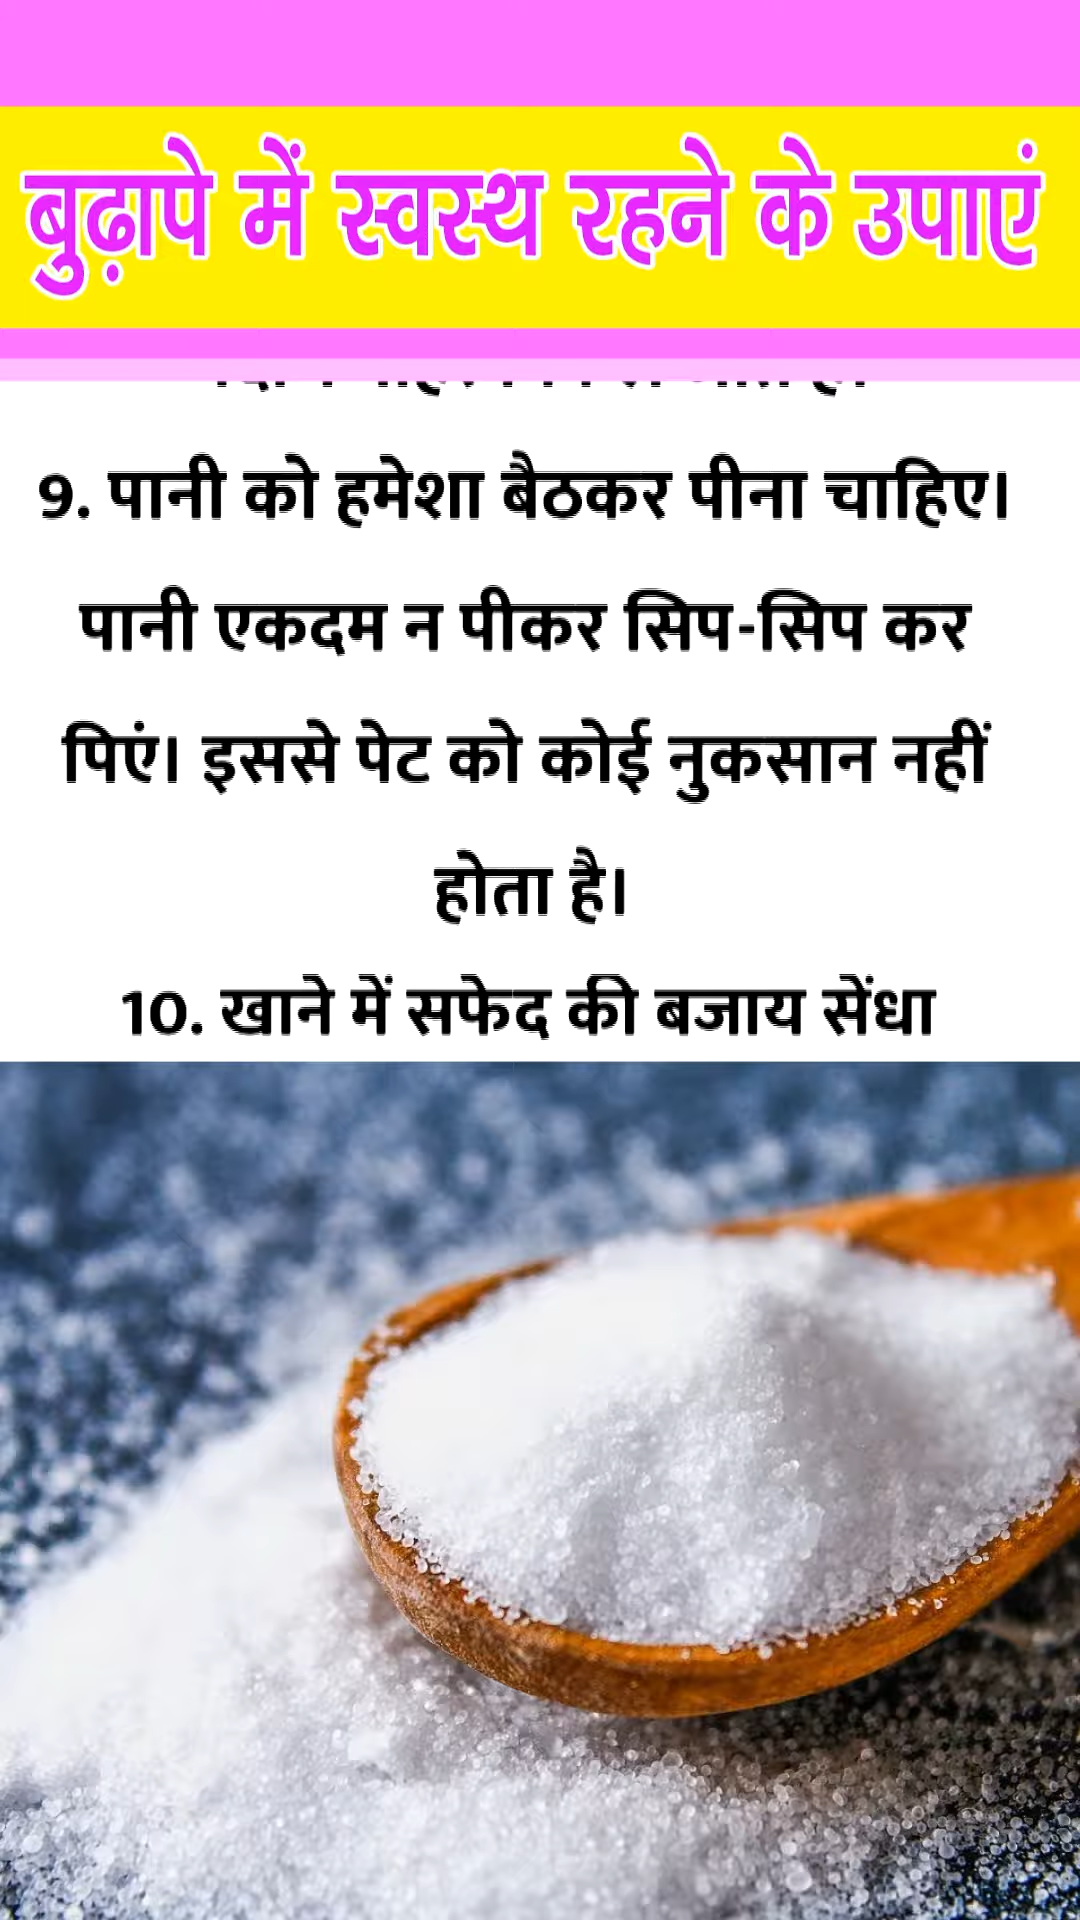 बुढ़ापे में स्वस्थ रहने के उपाएं
9. पानी को हमेशा बैठकर पीना चाहिए।
पानी एकदम न पीकर सिप-सिप कर
पिएं। इससे पेट को कोई नुकसान नहीं
होता है।
10. खाने में सफेद की बजाय सेंधा